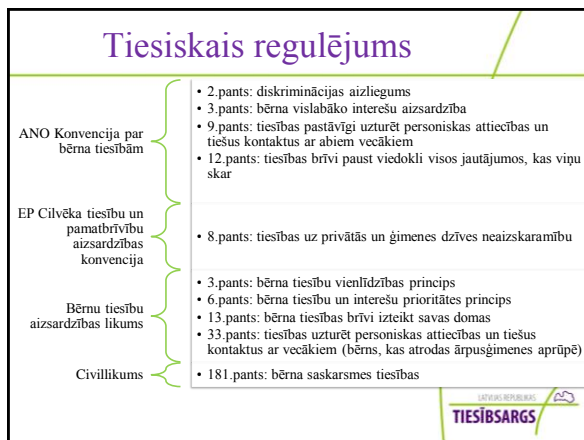 Tiesiskais regulējums
ANO Konvencija par
bērna tiesībām
• 2.pants: diskriminācijas aizliegums
• 3.pants: bērna vislabāko interešu aizsardzība
• 9.pants: tiesības pastāvīgi uzturēt personiskas attiecības un
tiešus kontaktus ar abiem vecākiem
• 12.pants: tiesības brīvi paust viedokli visos jautājumos, kas viņu
skar
EP Cilvēka tiesību un
pamatbrīvību
aizsardzības
konvencija
• 8.pants: tiesības uz privātās un ģimenes dzīves neaizskaramību
Bērnu tiesību
aizsardzības likums
• 3.pants: bērna tiesību vienlīdzības princips
• 6.pants: bērna tiesību un interešu prioritātes princips
• 13.pants: bērna tiesības brīvi izteikt savas domas
• 33.pants: tiesības uzturēt personiskas attiecības un tiešus
kontaktus ar vecākiem (bērns, kas atrodas ārpusģimenes aprūpē)
Civillikums
• 181.pants: bērna saskarsmes tiesības
LATVIJAS REPUBLIKAS
TIESĪBSARGS